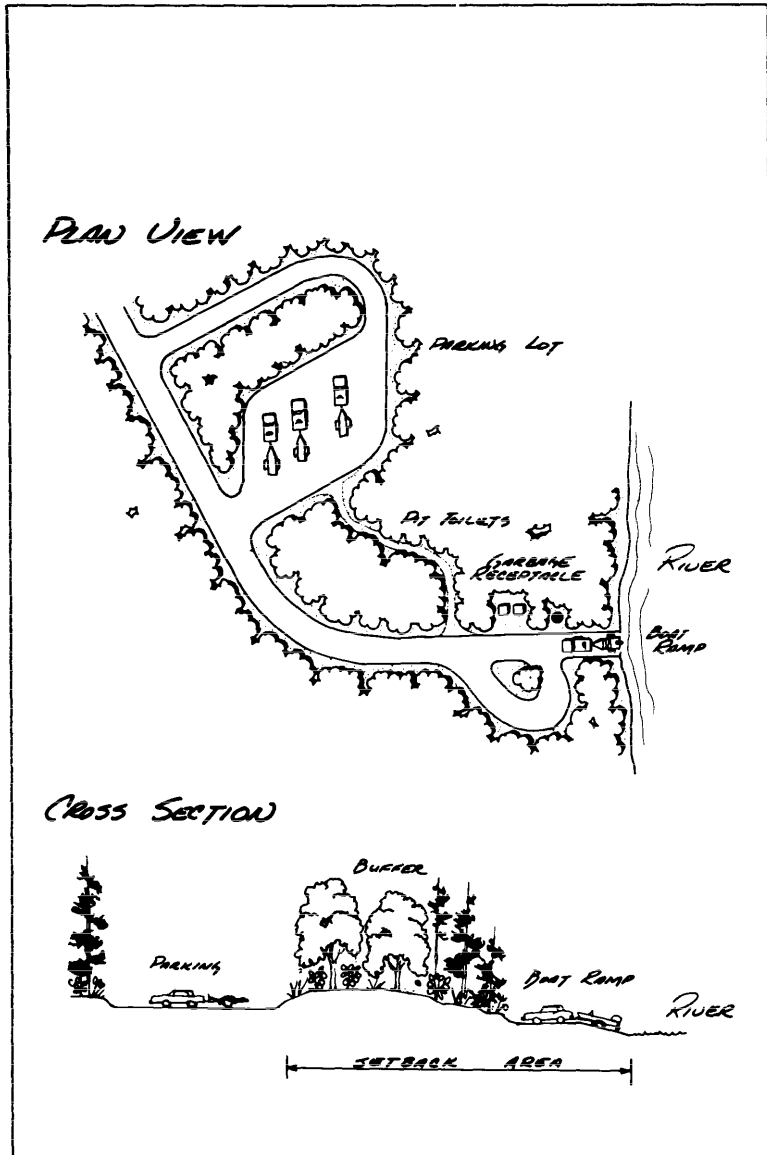 PLAN VIEW
PARKING LOT
PIT TOILETS
GARBAGE
RECEPTACLE
RIVER
BOAT
RAMP
CROSS SECTION
BUFFER
PARKING
BOAT RAMP
RIVER
SETBACK AREA